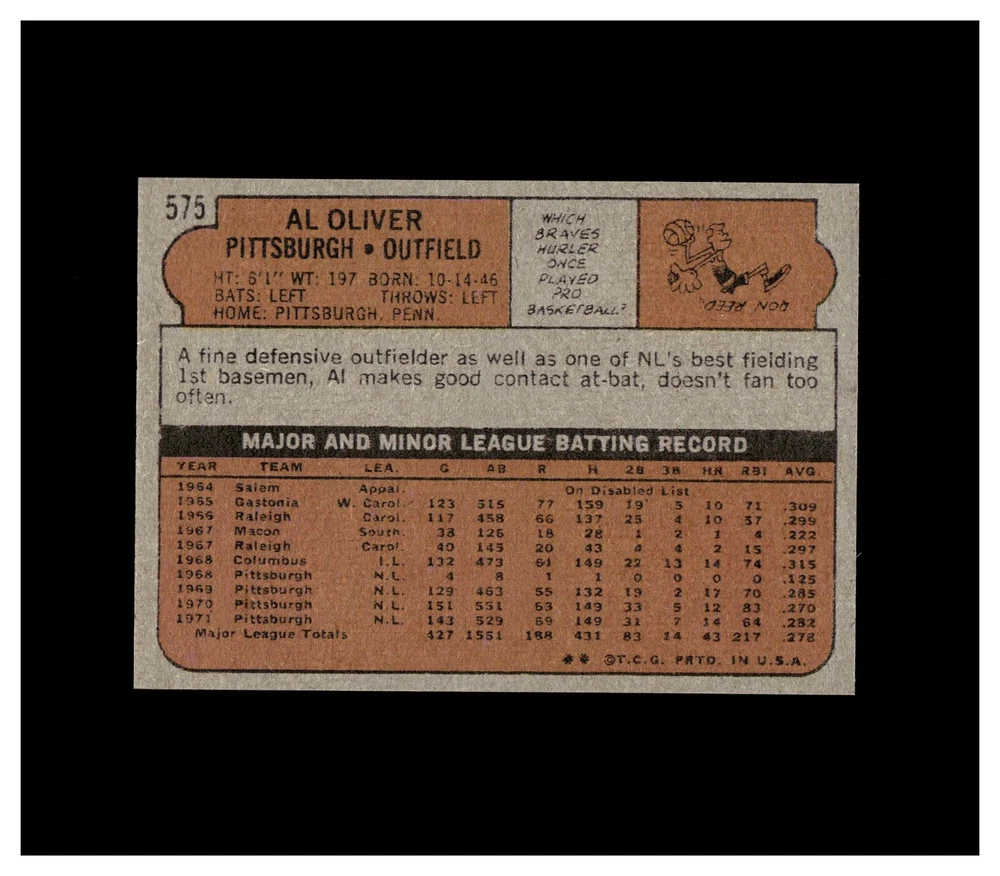 575
AL OLIVER
PITTSBURGH • OUTFIELD
HT: 6'1" WT: 197 BORN: 10-14-46
BATS: LEFT THROWS: LEFT
HOME: PITTSBURGH, PENN.
WHICH
BRAVES
HURLER
ONCE
PLAYED
PRO
BASKETBALL?
RON REED.
A fine defensive outfielder as well as one of NL's best fielding
1st basemen, Al makes good contact at-bat, doesn't fan too
often.
MAJOR AND MINOR LEAGUE BATTING RECORD
YEAR TEAM LEA. G AB R H 2B 3B HR RBI AVG.
1964 Salem Appal. On Disabled List
1965 Gastonia W. Carol. 123 515 77 159 19 5 10 71 .309
1966 Raleigh Carol. 117 458 66 137 25 4 10 57 .299
1967 Macon South. 38 126 18 28 1 2 1 4 .222
1967 Raleigh Carol. 40 145 20 43 4 4 2 15 .297
1968 Columbus I.L. 132 473 61 149 22 13 14 74 .315
1968 Pittsburgh N.L. 4 8 1 1 0 0 0 0 .125
1969 Pittsburgh N.L. 129 463 55 132 19 2 17 70 .285
1970 Pittsburgh N.L. 151 551 63 149 33 5 12 83 .270
1971 Pittsburgh N.L. 143 529 69 149 31 7 14 64 .282
Major League Totals 427 1551 188 431 83 14 43 217 .278
** ©T.C.G. PRTD. IN U.S.A.